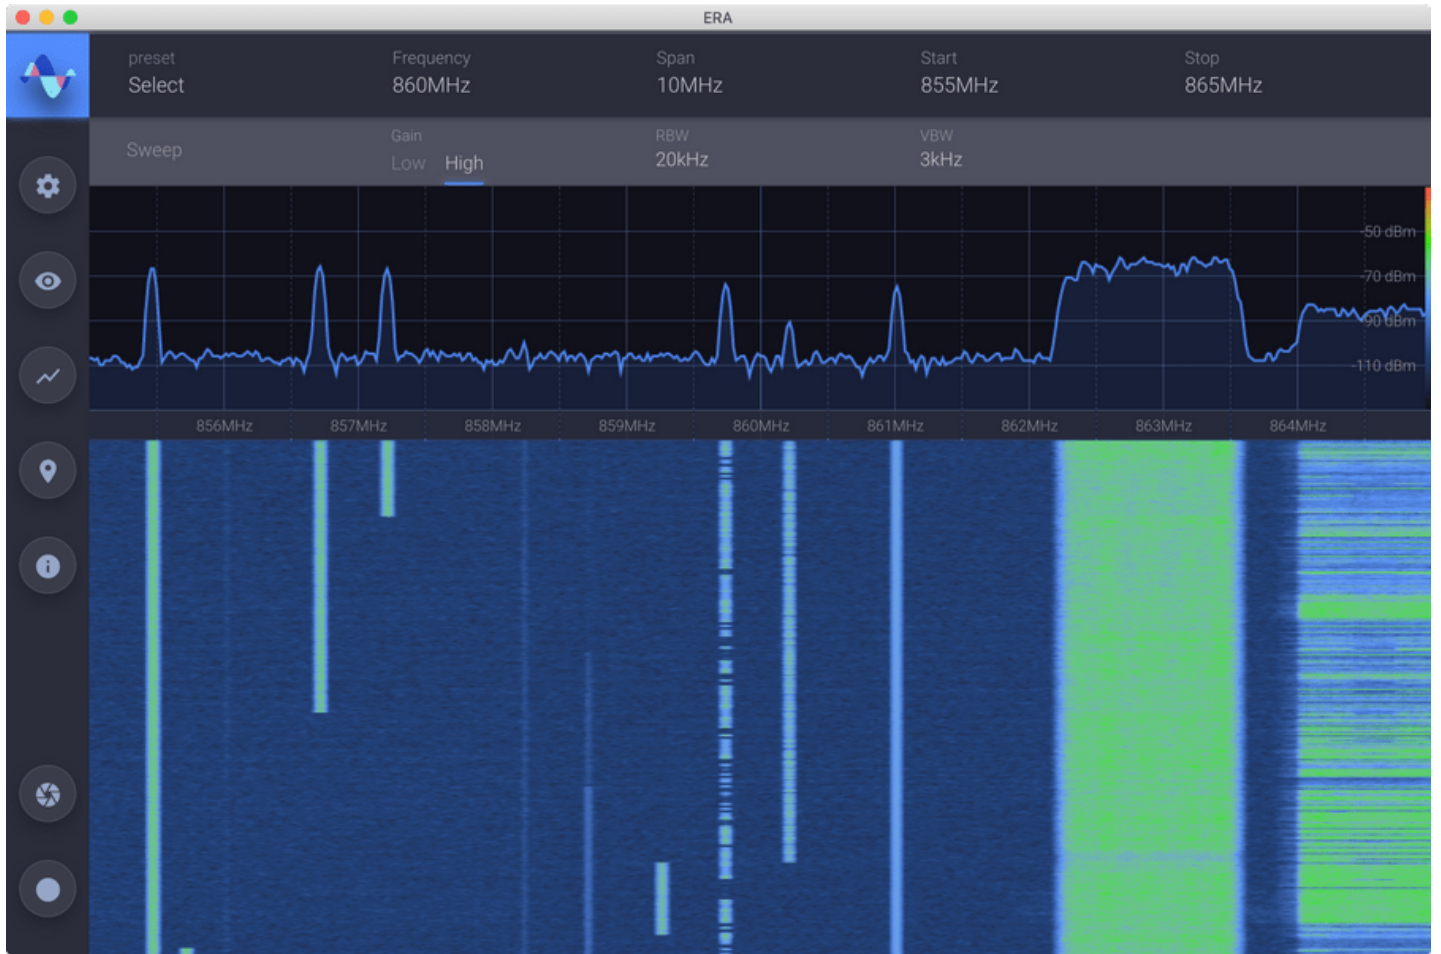 ERA
preset Frequency Span Start Stop
Select 860MHz 10MHz 855MHz 865MHz
Gain RBW VBW
Sweep Low High 20kHz 3kHz
-50 dBm
-70 dBm
-90 dBm
-110 dBm
856MHz 857MHz 858MHz 859MHz 860MHz 861MHz 862MHz 863MHz 864MHz